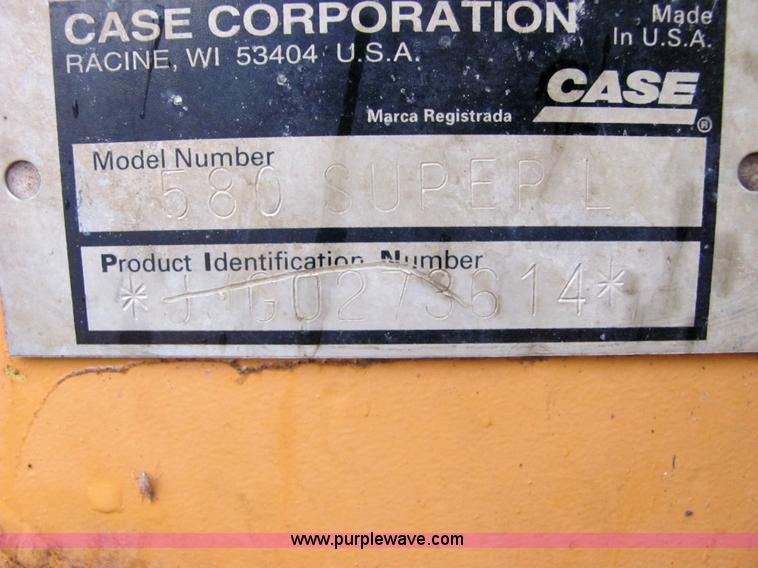 CASE CORPORATION
RACINE, WI 53404 U.S.A.
Made
In U.S.A.
CASE
®
Marca Registrada
Model Number
580 SUPER L
Product Identification Number
*JJG0273614*
www.purplewave.com